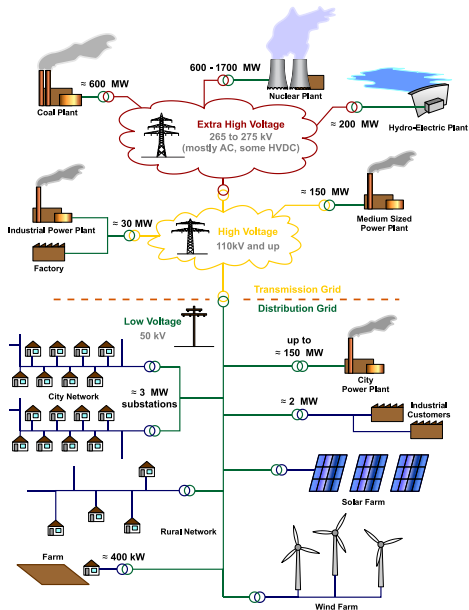 600 - 1700 MW
≈ 600 MW
Coal Plant
Nuclear Plant
Extra High Voltage
265 to 275 kV
(mostly AC, some HVDC)
≈ 200 MW
Hydro-Electric Plant
≈ 150 MW
Industrial Power Plant
≈ 30 MW
Medium Sized
Power Plant
High Voltage
110kV and up
Factory
Transmission Grid
Distribution Grid
Low Voltage
50 kV
up to
≈ 150 MW
City
Power Plant
City Network
≈ 3 MW
substations
≈ 2 MW
Industrial
Customers
Solar Farm
Rural Network
Farm
≈ 400 kW
Wind Farm